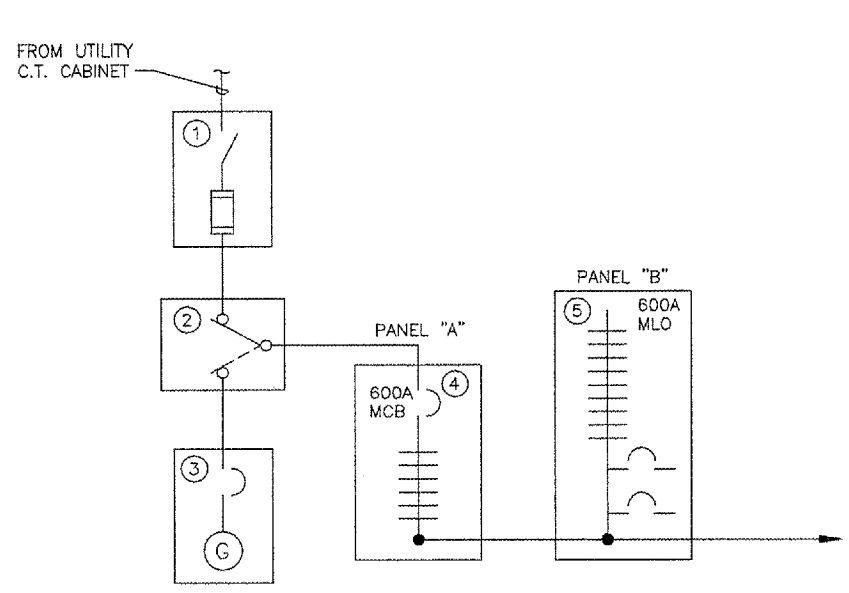 FROM UTILITY
C.T. CABINET
1
2
3
G
PANEL "A"
4
600A
MCB
PANEL "B"
5
600A
MLO